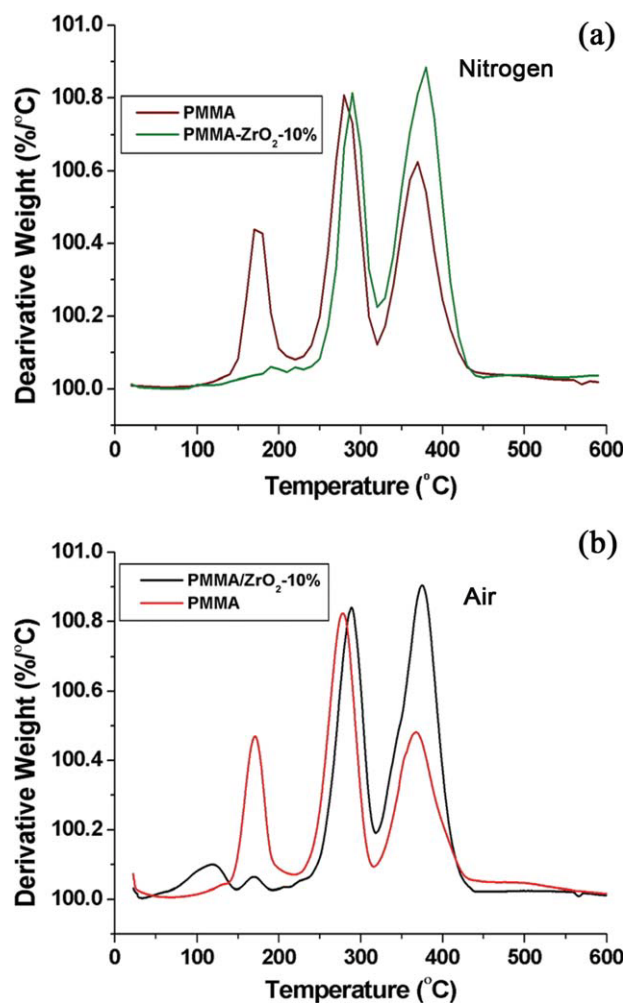 (a)
Nitrogen
PMMA
PMMA-ZrO₂-10%
101.0
100.8
100.6
100.4
100.2
100.0
Dearivative Weight (%/°C)
0 100 200 300 400 500 600
Temperature (°C)
(b)
Air
PMMA/ZrO₂-10%
PMMA
101.0
100.8
100.6
100.4
100.2
100.0
Derivative Weight (%/°C)
0 100 200 300 400 500 600
Temperature (°C)